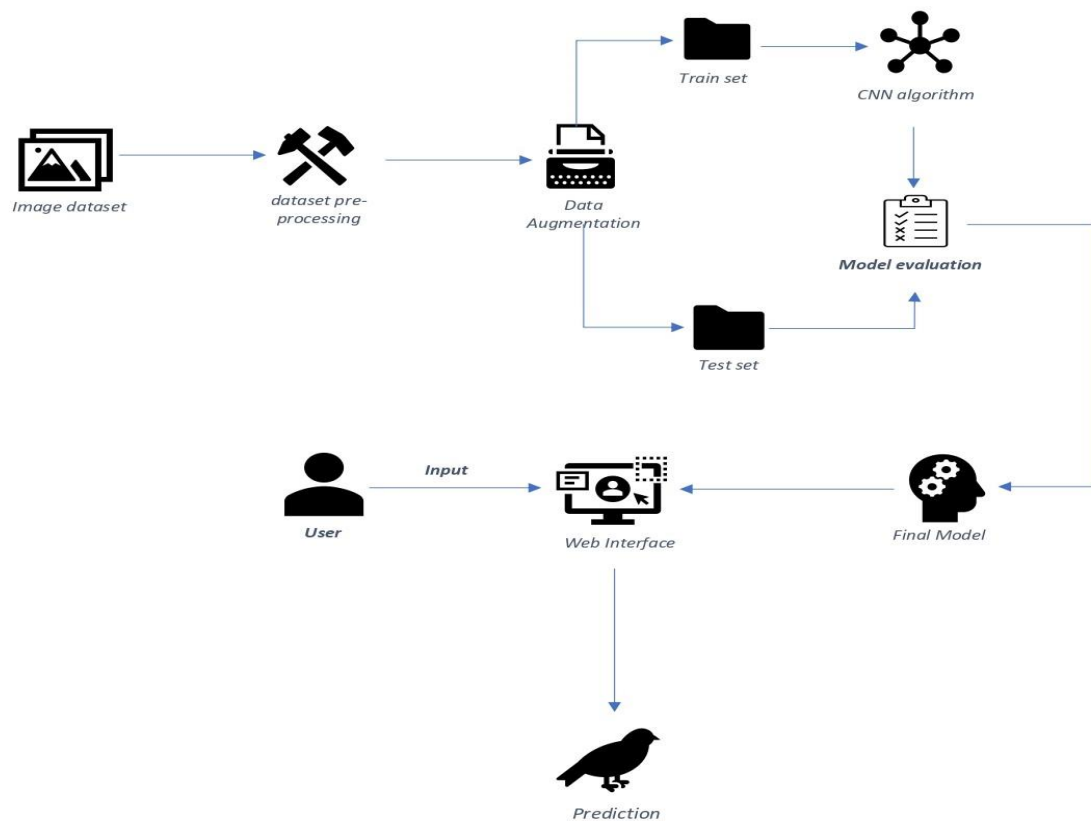 Train set
CNN algorithm
Image dataset
dataset pre-
processing
Data
Augmentation
Model evaluation
Test set
Input
User
Web Interface
Final Model
Prediction